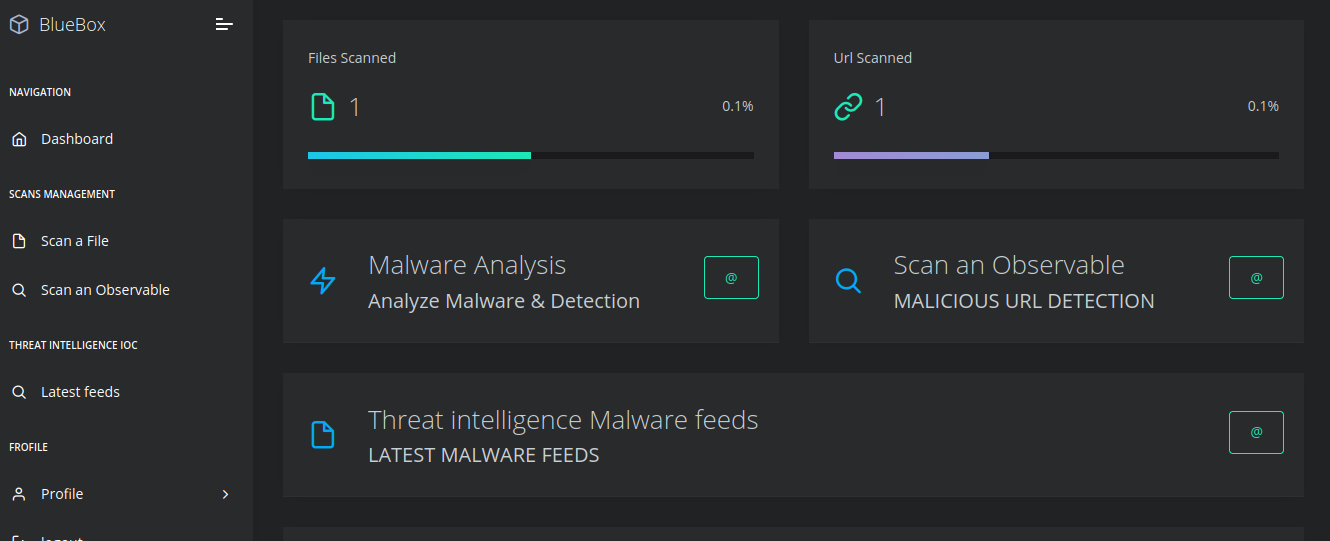 BlueBox
NAVIGATION
Dashboard
SCANS MANAGEMENT
Scan a File
Scan an Observable
THREAT INTELLIGENCE IOC
Latest feeds
FROFILE
Profile
logout
Files Scanned
1
0.1%
Url Scanned
1
0.1%
Malware Analysis
Analyze Malware & Detection
@
Scan an Observable
MALICIOUS URL DETECTION
@
Threat intelligence Malware feeds
LATEST MALWARE FEEDS
@